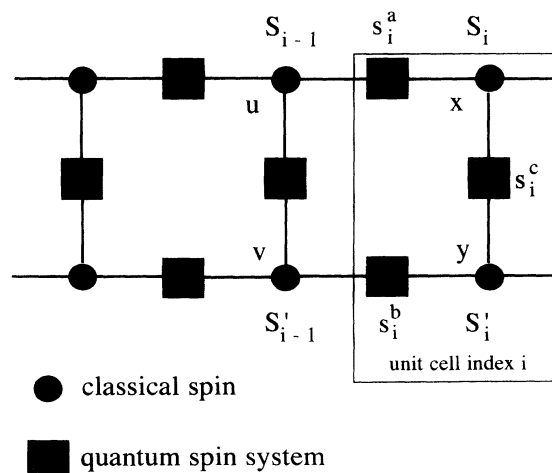 S_{i-1} s_i^a S_i
u x
s_i^c
v y
S'_{i-1} s_i^b S'_i
unit cell index i
classical spin
quantum spin system